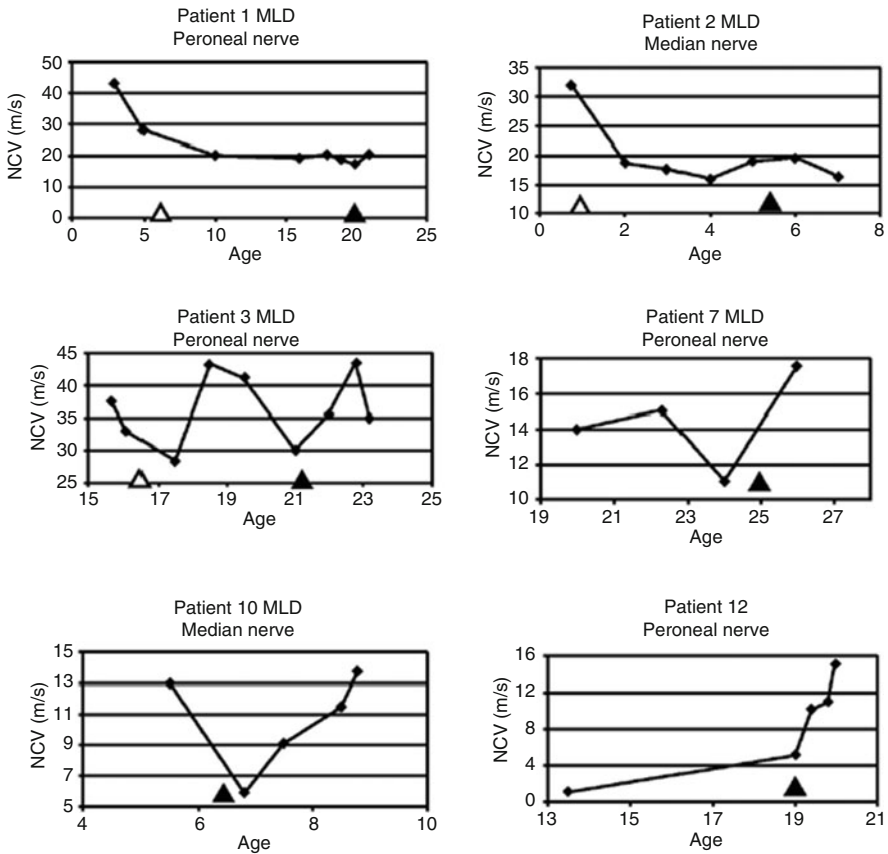 Patient 1 MLD
Peroneal nerve
NCV (m/s)
50
40
30
20
10
0
0 5 10 15 20 25
Age
Patient 2 MLD
Median nerve
NCV (m/s)
35
30
25
20
15
10
0 2 4 6 8
Age
Patient 3 MLD
Peroneal nerve
NCV (m/s)
45
40
35
30
25
15 17 19 21 23 25
Age
Patient 7 MLD
Peroneal nerve
NCV (m/s)
18
16
14
12
10
19 21 23 25 27
Age
Patient 10 MLD
Median nerve
NCV (m/s)
15
13
11
9
7
5
4 6 8 10
Age
Patient 12
Peroneal nerve
NCV (m/s)
16
12
8
4
0
13 15 17 19 21
Age